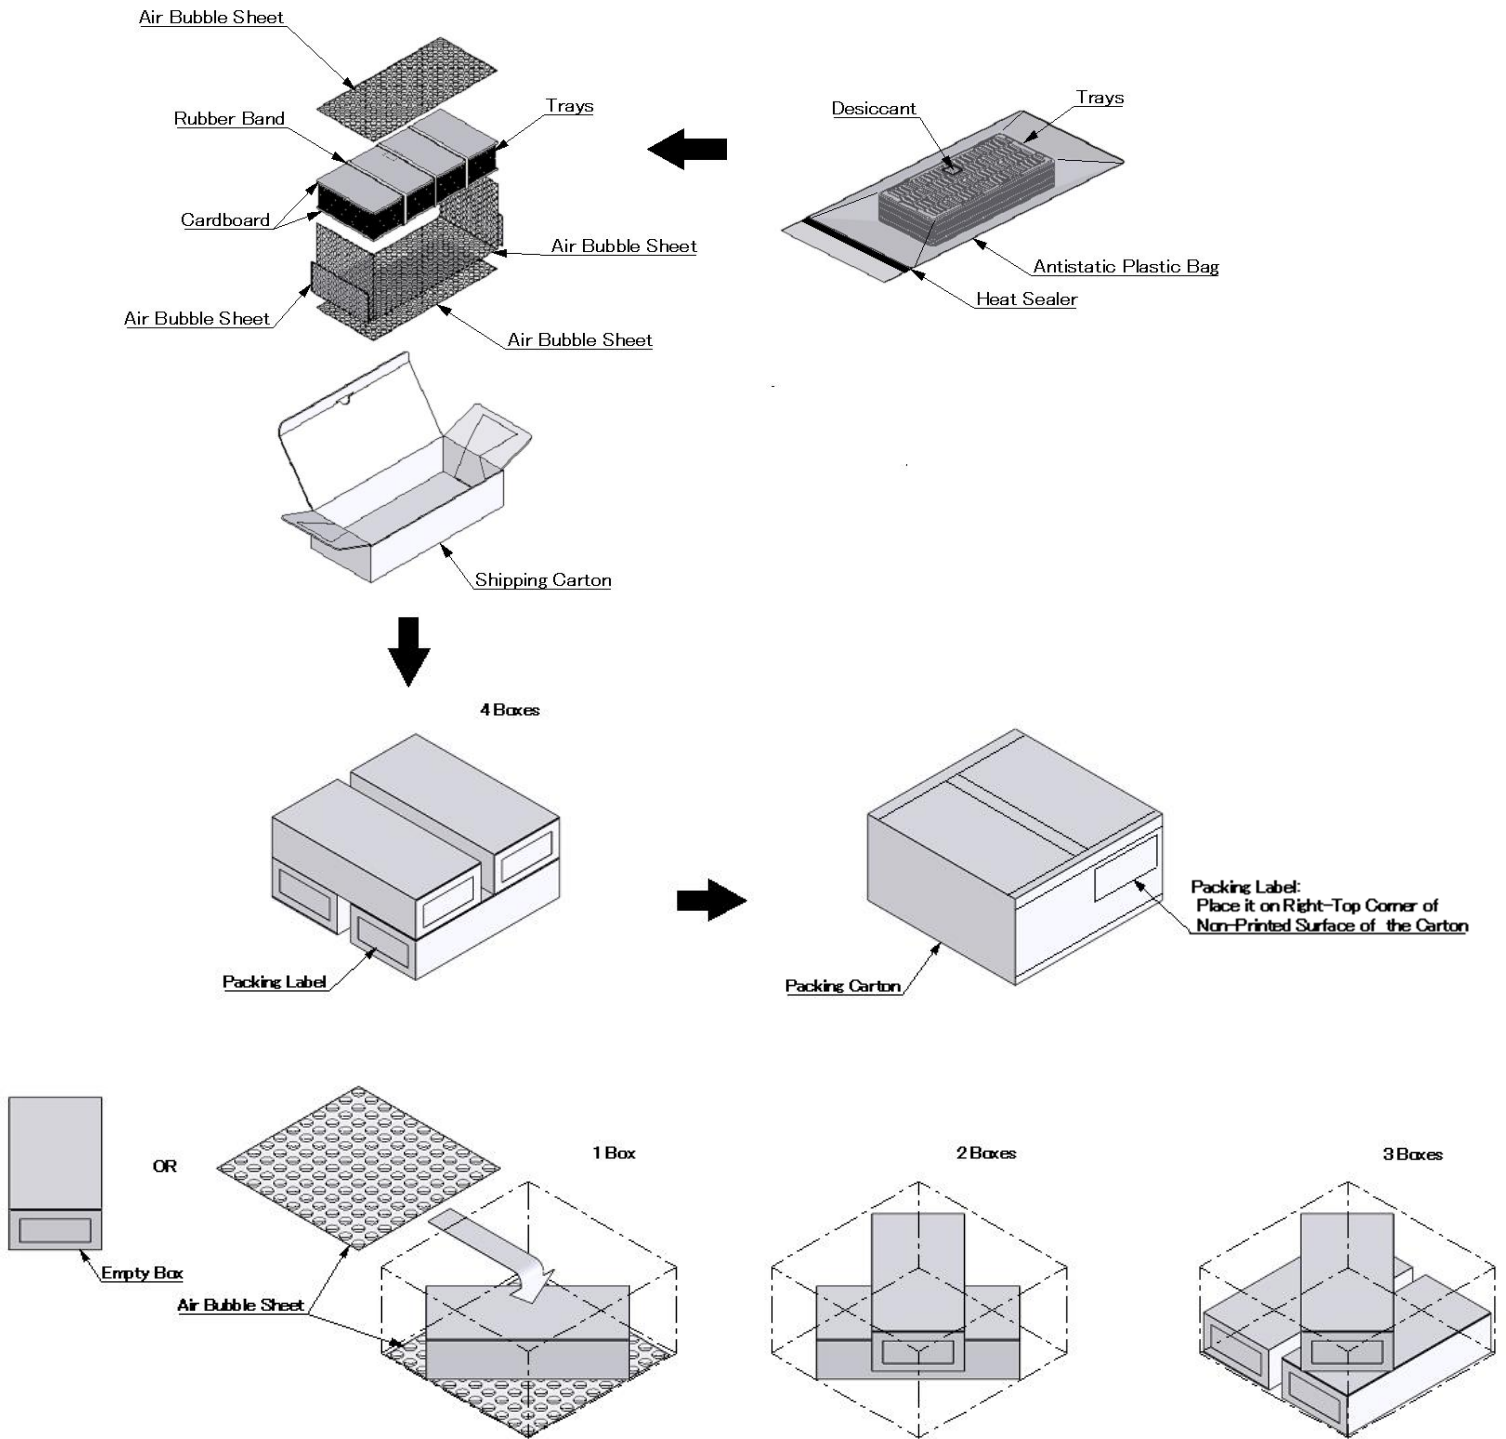 Air Bubble Sheet
Rubber Band
Trays
Cardboard
Air Bubble Sheet
Air Bubble Sheet
Air Bubble Sheet
Desiccant
Trays
Antistatic Plastic Bag
Heat Sealer
Shipping Carton
4 Boxes
Packing Label
Packing Label:
Place it on Right-Top Corner of
Non-Printed Surface of the Carton
Packing Carton
OR
1 Box
2 Boxes
3 Boxes
Empty Box
Air Bubble Sheet